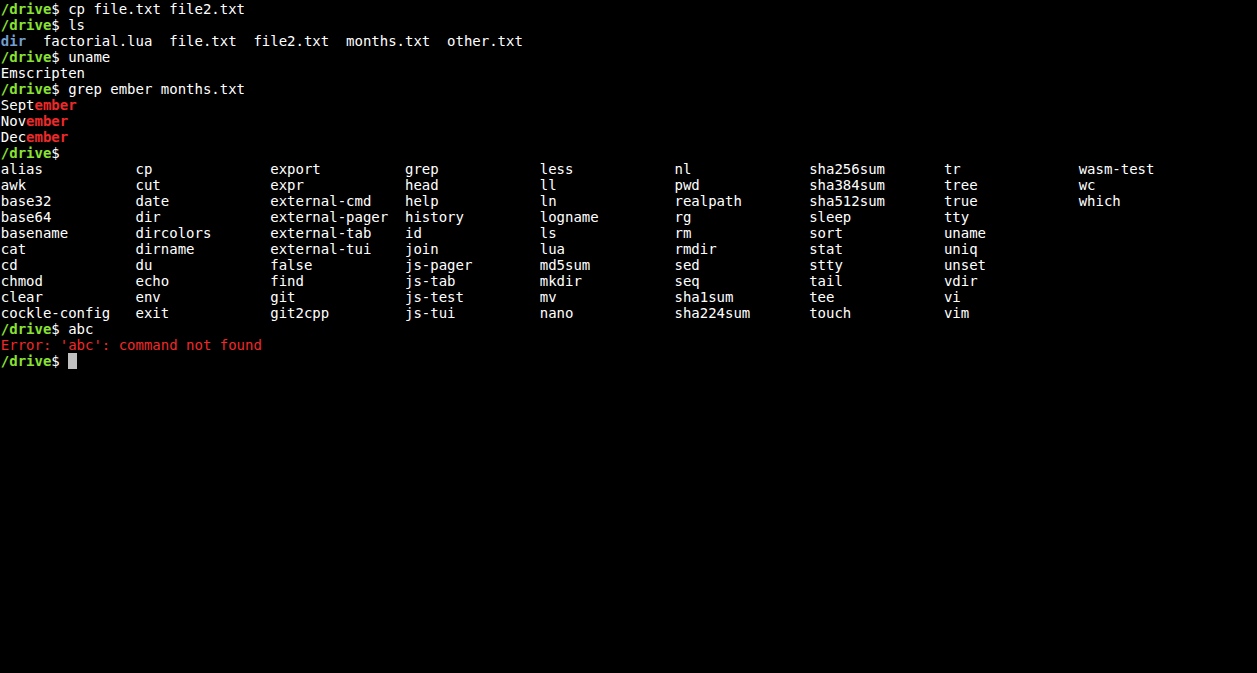 /drive$ cp file.txt file2.txt
/drive$ ls
dir  factorial.lua  file.txt  file2.txt  months.txt  other.txt
/drive$ uname
Emscripten
/drive$ grep ember months.txt
September
November
December
/drive$
alias           cp              export          grep            less            nl              sha256sum       tr              wasm-test
awk             cut             expr            head            ll              pwd             sha384sum       tree            wc
base32          date            external-cmd    help            ln              realpath        sha512sum       true            which
base64          dir             external-pager  history         logname         rg              sleep           tty
basename        dircolors       external-tab    id              ls              rm              sort            uname
cat             dirname         external-tui    join            lua             rmdir           stat            uniq
cd              du              false           js-pager        md5sum          sed             stty            unset
chmod           echo            find            js-tab          mkdir           seq             tail            vdir
clear           env             git             js-test         mv              sha1sum         tee             vi
cockle-config   exit            git2cpp         js-tui          nano            sha224sum       touch           vim
/drive$ abc
Error: 'abc': command not found
/drive$